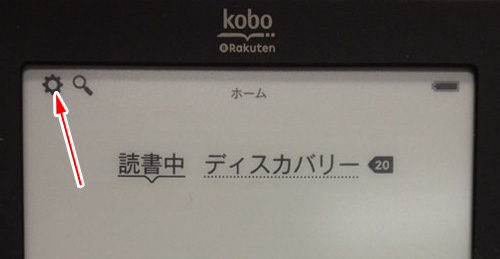 kobo
Rakuten
ホーム
読書中 ディスカバリー 20